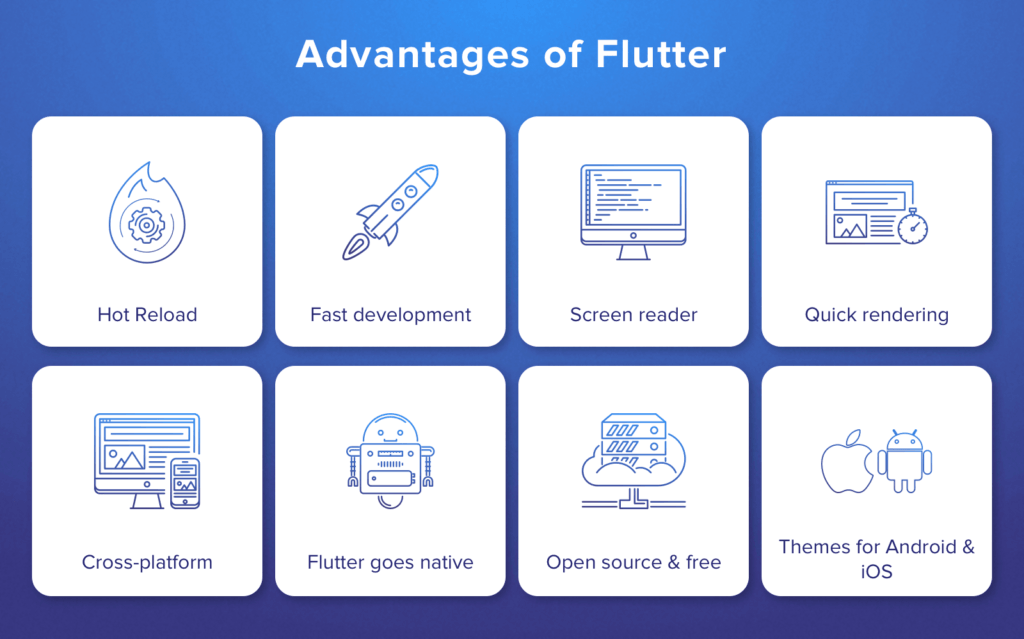 Advantages of Flutter
Hot Reload
Fast development
Screen reader
Quick rendering
Cross-platform
Flutter goes native
Open source & free
Themes for Android &
iOS